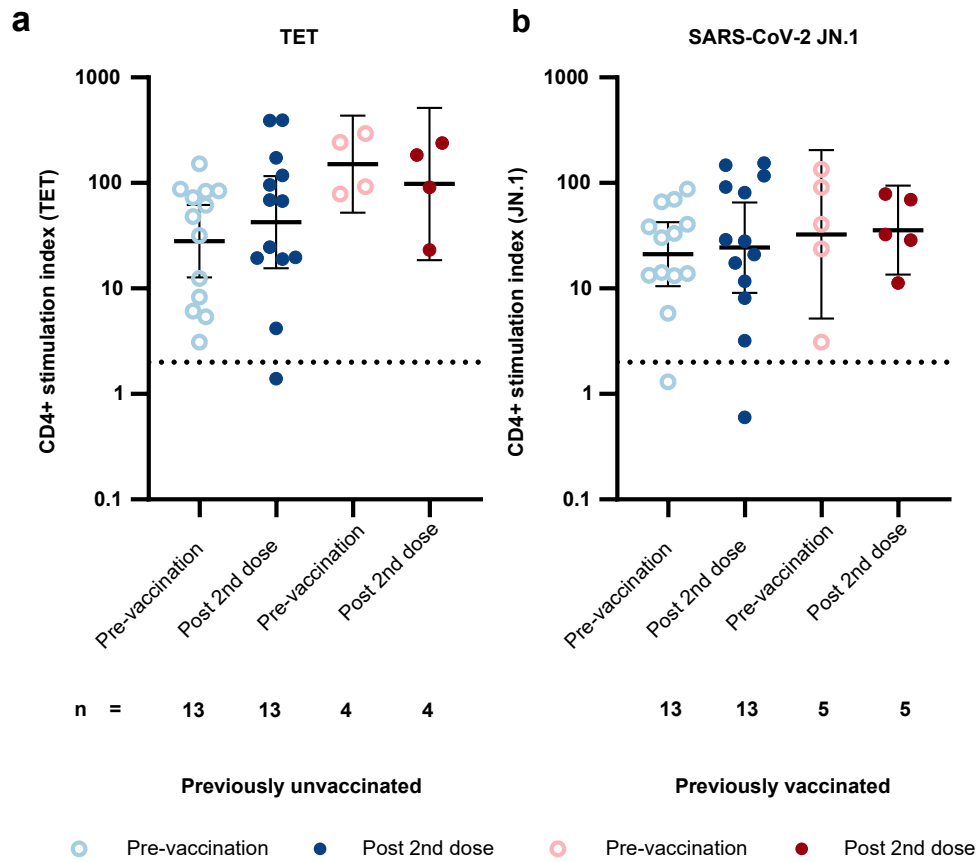 a
TET
CD4+ stimulation index (TET)
1000
100
10
1
0.1
Pre-vaccination
Post 2nd dose
Pre-vaccination
Post 2nd dose
b
SARS-CoV-2 JN.1
CD4+ stimulation index (JN.1)
1000
100
10
1
0.1
Pre-vaccination
Post 2nd dose
Pre-vaccination
Post 2nd dose
n = 13 13 4 4 13 13 5 5
Previously unvaccinated Previously vaccinated
Pre-vaccination Post 2nd dose Pre-vaccination Post 2nd dose